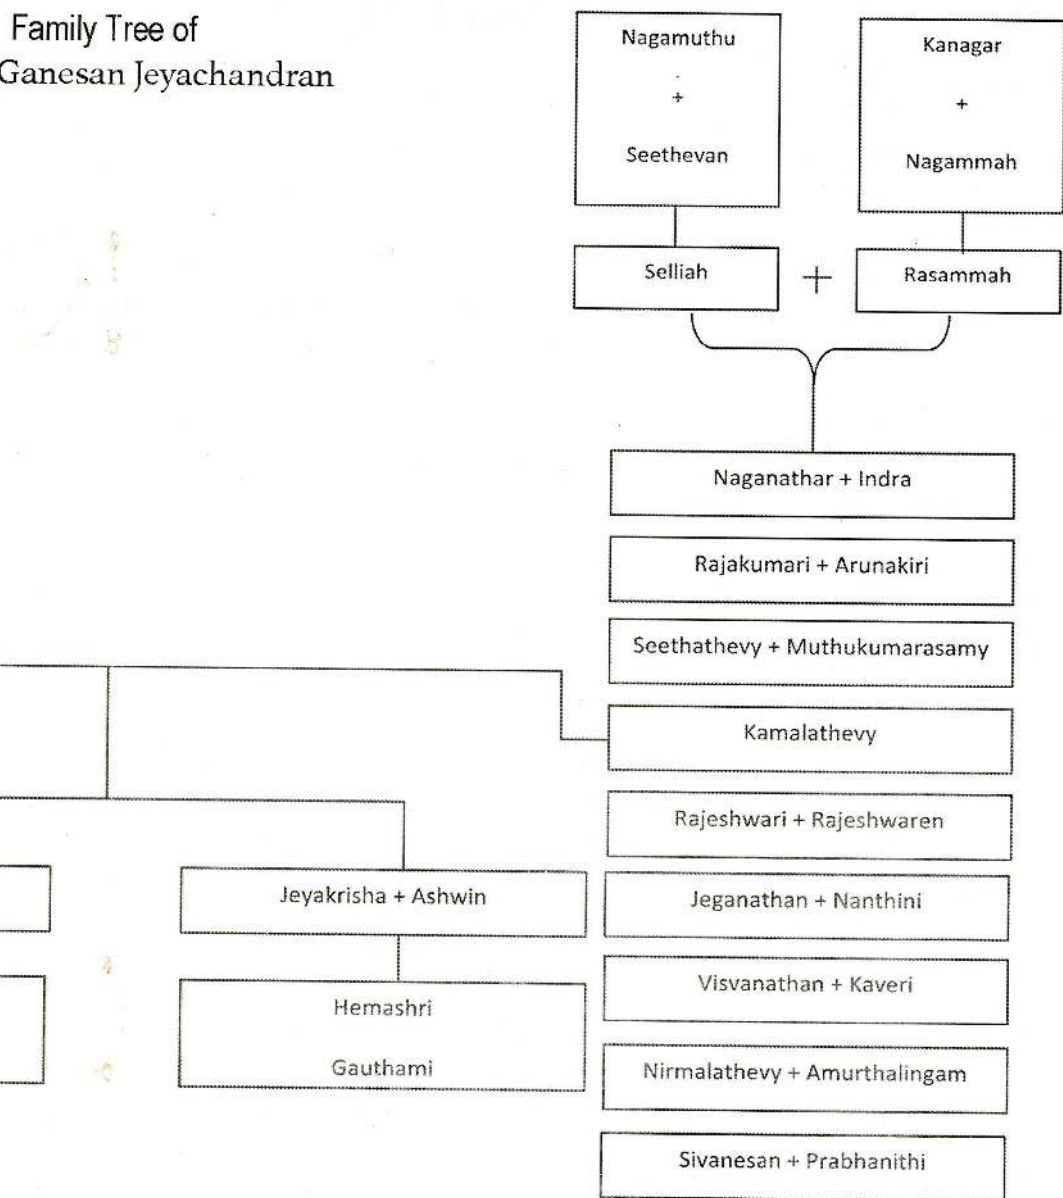 Family Tree of
Ganesan Jeyachandran
Nagamuthu
+
Seethevan
Kanagar
+
Nagammah
Selliah
+
Rasammah
Naganathar + Indra
Rajakumari + Arunakiri
Seethathevy + Muthukumarasamy
Kamalathevy
Rajeshwari + Rajeshwaren
Jeyakrisha + Ashwin
Jeganathan + Nanthini
Visvanathan + Kaveri
Hemashri
Gauthami
Nirmalathevy + Amurthalingam
Sivanesan + Prabhanithi